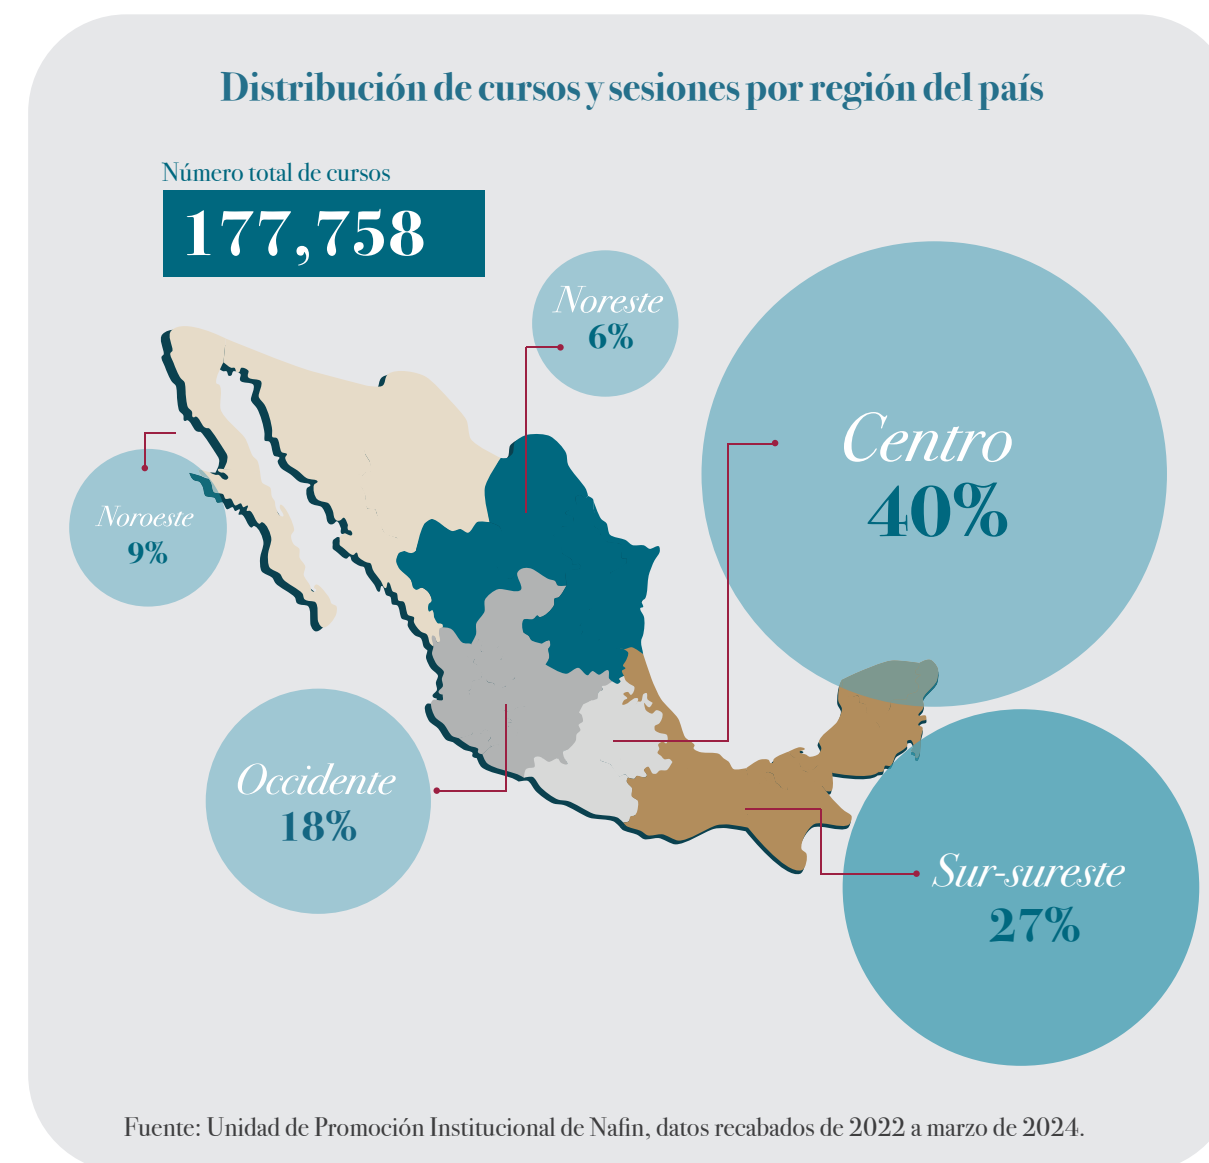 Distribución de cursos y sesiones por región del país
Número total de cursos
177,758
Noreste
6%
Centro
40%
Noroeste
9%
Occidente
18%
Sur-sureste
27%
Fuente: Unidad de Promoción Institucional de Nafin, datos recabados de 2022 a marzo de 2024.